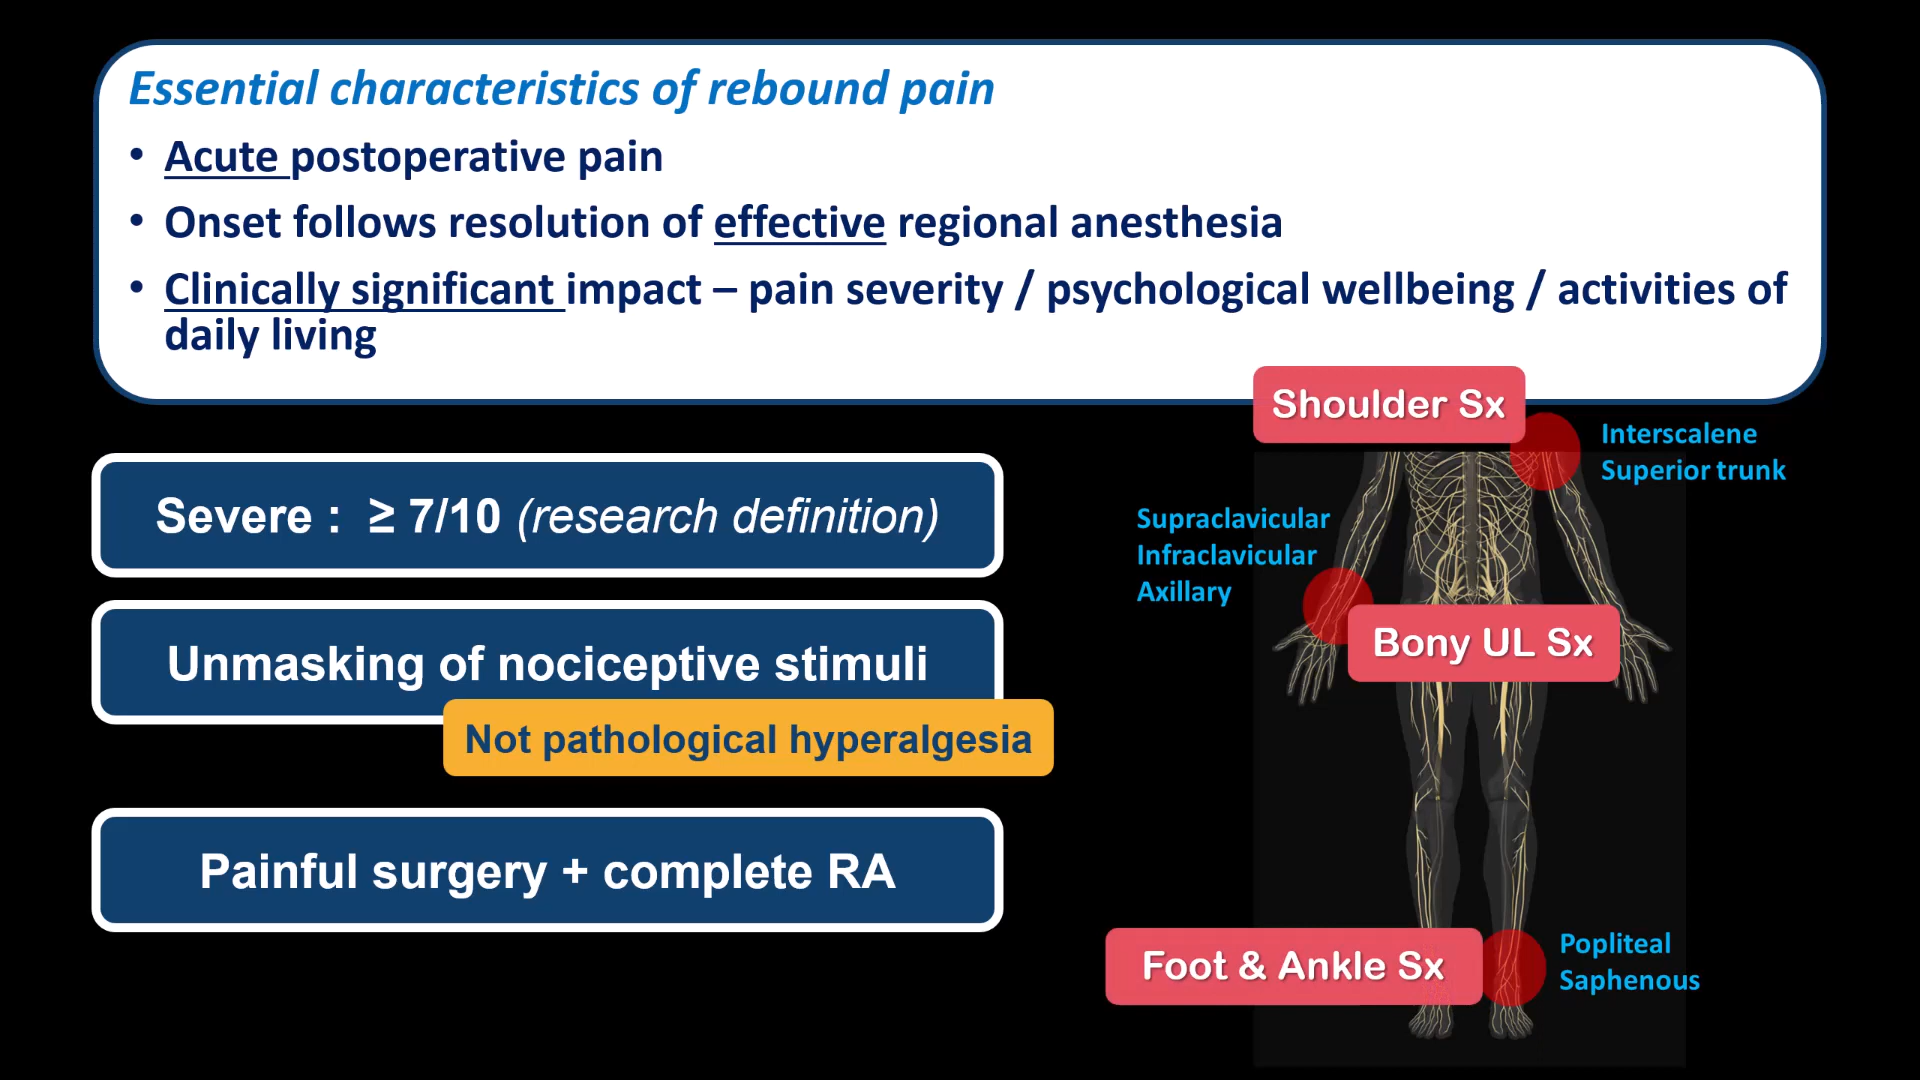 Essential characteristics of rebound pain
• Acute postoperative pain
• Onset follows resolution of effective regional anesthesia
• Clinically significant impact – pain severity / psychological wellbeing / activities of
daily living
Severe : ≥ 7/10 (research definition)
Unmasking of nociceptive stimuli
Not pathological hyperalgesia
Painful surgery + complete RA
Shoulder Sx
Interscalene
Superior trunk
Supraclavicular
Infraclavicular
Axillary
Bony UL Sx
Foot & Ankle Sx
Popliteal
Saphenous